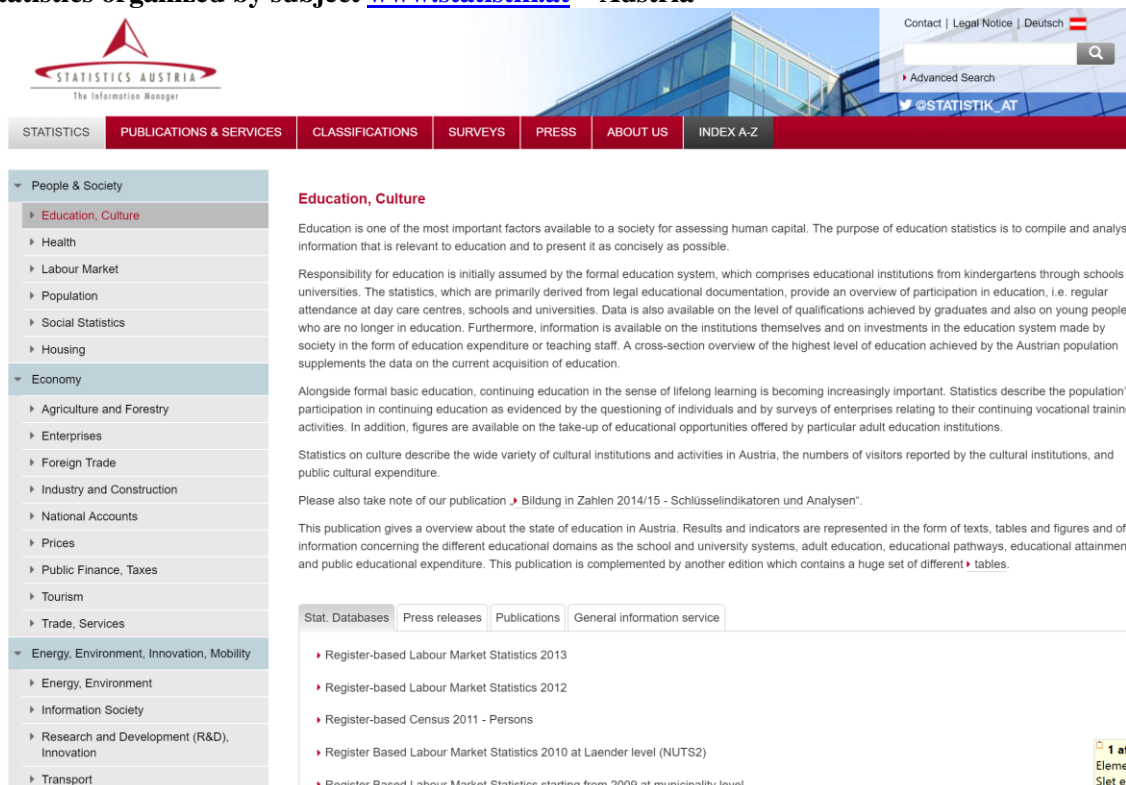 statistics organized by subject www.statistik.at – Austria
STATISTICS AUSTRIA
The Information Manager
Contact | Legal Notice | Deutsch
Advanced Search
@STATISTIK_AT
STATISTICS PUBLICATIONS & SERVICES CLASSIFICATIONS SURVEYS PRESS ABOUT US INDEX A-Z
People & Society
Education, Culture
Health
Labour Market
Population
Social Statistics
Housing
Economy
Agriculture and Forestry
Enterprises
Foreign Trade
Industry and Construction
National Accounts
Prices
Public Finance, Taxes
Tourism
Trade, Services
Energy, Environment, Innovation, Mobility
Energy, Environment
Information Society
Research and Development (R&D),
Innovation
Transport
Education, Culture
Education is one of the most important factors available to a society for assessing human capital. The purpose of education statistics is to compile and analys
information that is relevant to education and to present it as concisely as possible.
Responsibility for education is initially assumed by the formal education system, which comprises educational institutions from kindergartens through schools
universities. The statistics, which are primarily derived from legal educational documentation, provide an overview of participation in education, i.e. regular
attendance at day care centres, schools and universities. Data is also available on the level of qualifications achieved by graduates and also on young people
who are no longer in education. Furthermore, information is available on the institutions themselves and on investments in the education system made by
society in the form of education expenditure or teaching staff. A cross-section overview of the highest level of education achieved by the Austrian population
supplements the data on the current acquisition of education.
Alongside formal basic education, continuing education in the sense of lifelong learning is becoming increasingly important. Statistics describe the population'
participation in continuing education as evidenced by the questioning of individuals and by surveys of enterprises relating to their continuing vocational training
activities. In addition, figures are available on the take-up of educational opportunities offered by particular adult education institutions.
Statistics on culture describe the wide variety of cultural institutions and activities in Austria, the numbers of visitors reported by the cultural institutions, and
public cultural expenditure.
Please also take note of our publication „ Bildung in Zahlen 2014/15 - Schlüsselindikatoren und Analysen“.
This publication gives a overview about the state of education in Austria. Results and indicators are represented in the form of texts, tables and figures and of
information concerning the different educational domains as the school and university systems, adult education, educational pathways, educational attainmen
and public educational expenditure. This publication is complemented by another edition which contains a huge set of different tables.
Stat. Databases Press releases Publications General information service
Register-based Labour Market Statistics 2013
Register-based Labour Market Statistics 2012
Register-based Census 2011 - Persons
Register Based Labour Market Statistics 2010 at Laender level (NUTS2)
Register Based Labour Market Statistics starting from 2009 at municipality level
1 af
Eleme
Slet e